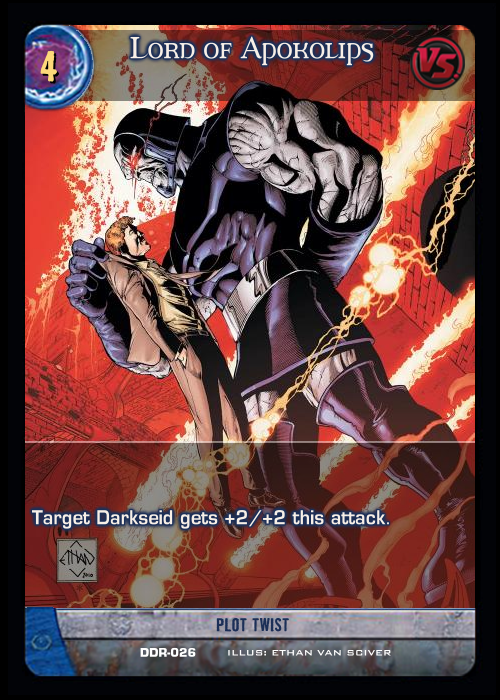 4
Lord of Apokolips
VS.
Target Darkseid gets +2/+2 this attack.
ETHAN
PLOT TWIST
DDR-026 ILLUS: ETHAN VAN SCIVER